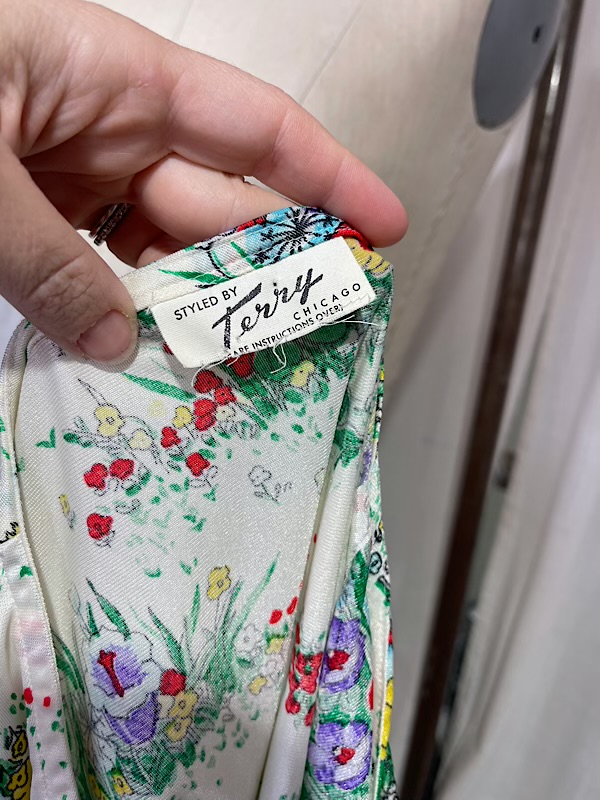 STYLED BY
Terry
CHICAGO
CARE INSTRUCTIONS OVER